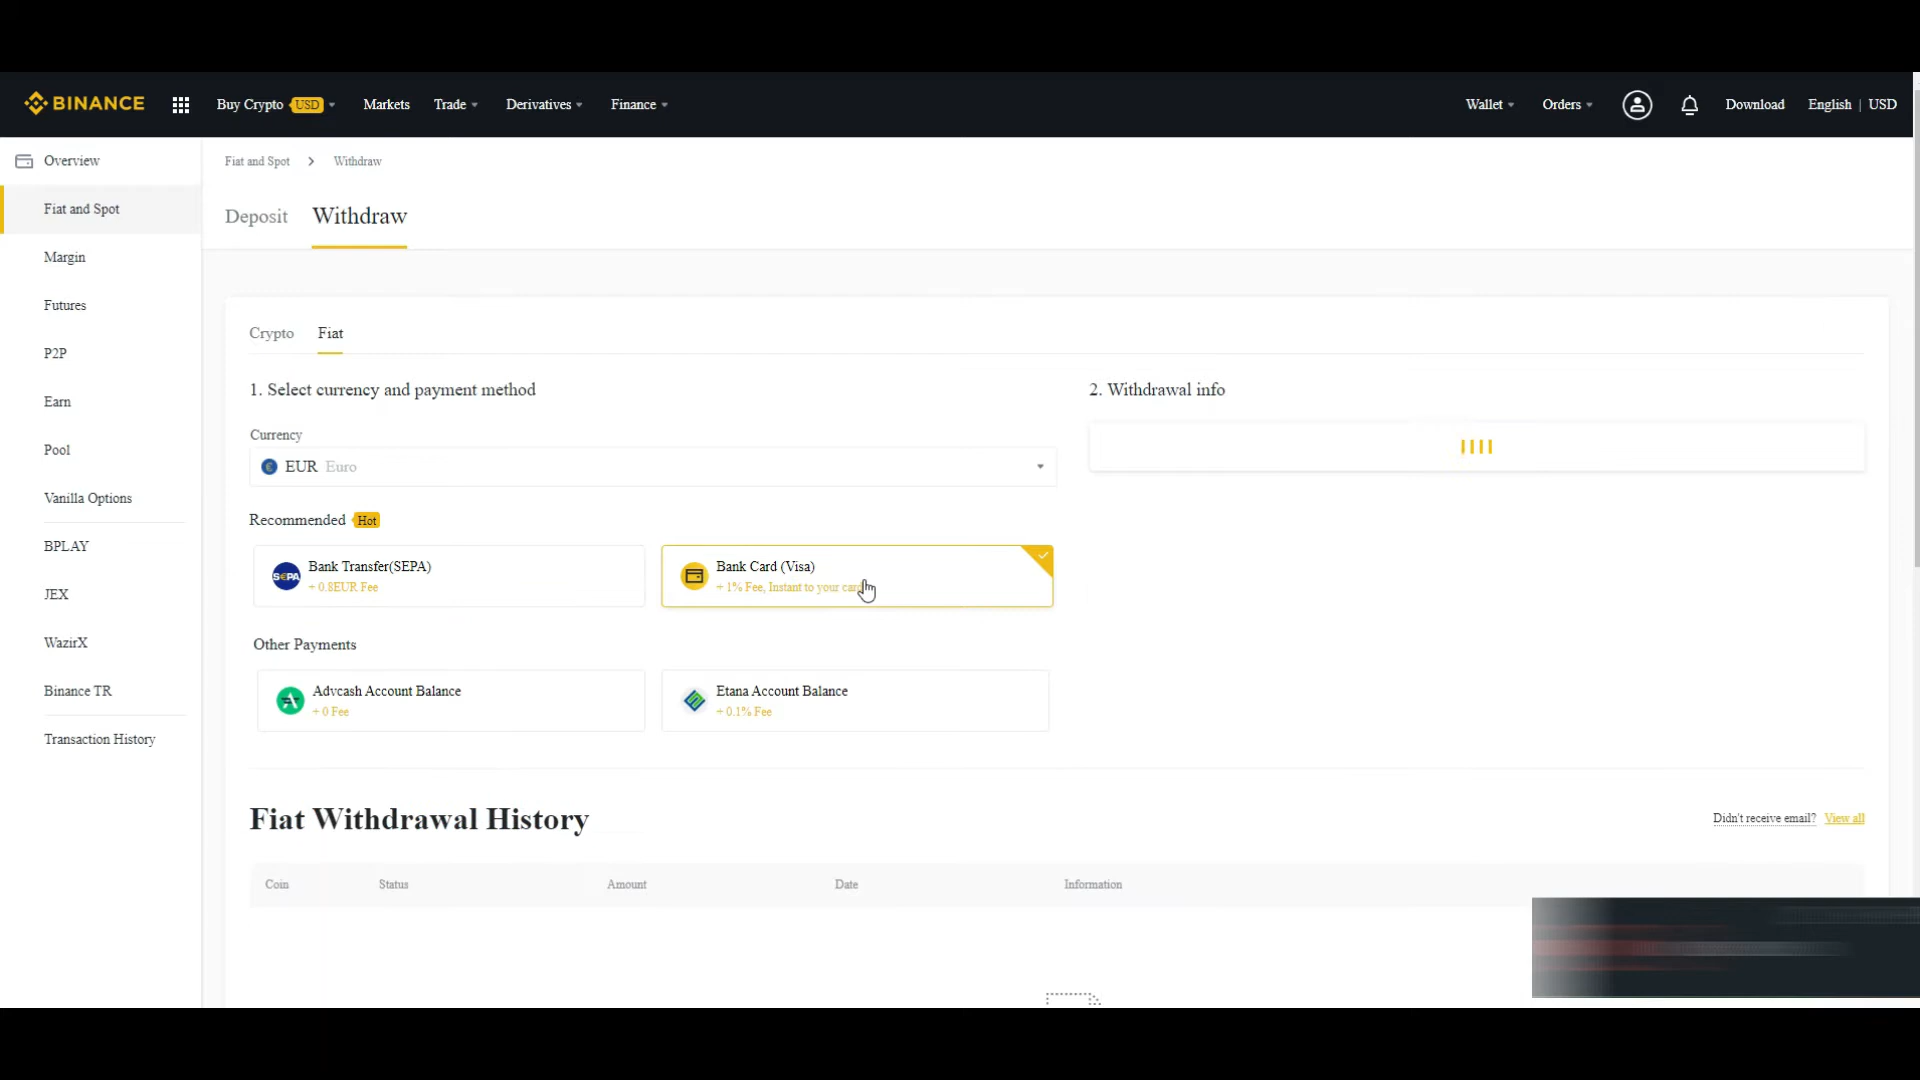 BINANCE
Buy Crypto USD
Markets
Trade
Derivatives
Finance
Wallet
Orders
Download
English | USD
Overview
Fiat and Spot
Margin
Futures
P2P
Earn
Pool
Vanilla Options
BPLAY
JEX
WazirX
Binance TR
Transaction History
Fiat and Spot > Withdraw
Deposit Withdraw
Crypto Fiat
1. Select currency and payment method
Currency
EUR Euro
Recommended Hot
SEPA
Bank Transfer(SEPA)
+ 0.8EUR Fee
Bank Card (Visa)
+ 1% Fee, Instant to your card
Other Payments
Advcash Account Balance
+ 0 Fee
Etana Account Balance
+ 0.1% Fee
2. Withdrawal info
Fiat Withdrawal History
Didn't receive email? View all
Coin Status Amount Date Information